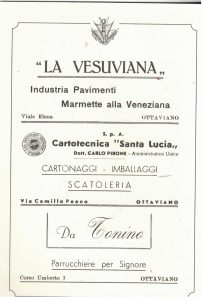 " LA VESUVIANA „
Industria Pavimenti
Marmette alla Veneziana
Viale Elena OTTAVIANO
S. p. A.
Cartotecnica "Santa Lucia„
Dott. CARLO PIRONE - Amministratore Unico
CARTONAGGI - IMBALLAGGI
SCATOLERIA
Via Camillo Peano OTTAVIANO
Da Tonino
Parrucchiere per Signore
Corso Umberto I OTTAVIANO